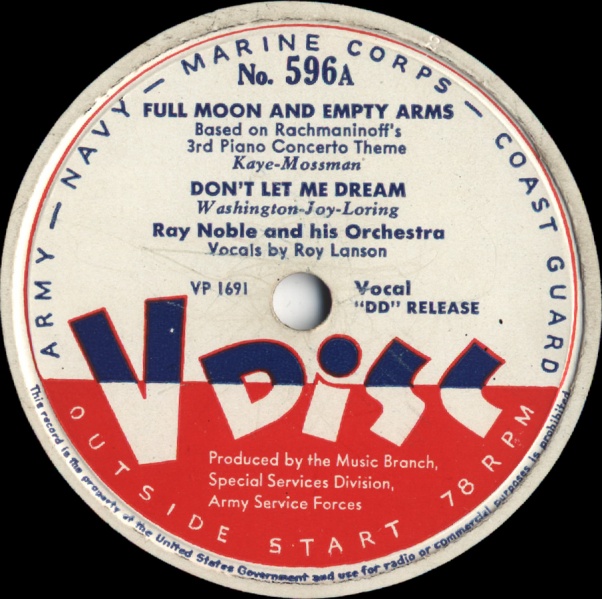 ARMY — NAVY — MARINE CORPS — COAST GUARD
No. 596A
FULL MOON AND EMPTY ARMS
Based on Rachmaninoff's
3rd Piano Concerto Theme
Kaye-Mossman
DON'T LET ME DREAM
Washington-Joy-Loring
Ray Noble and his Orchestra
Vocals by Roy Lanson
VP 1691
Vocal
"DD" RELEASE
V DiSC
Produced by the Music Branch,
Special Services Division,
Army Service Forces
OUTSIDE START 78 RPM
This record is the property of the United States Government and use for radio or commercial purposes is prohibited